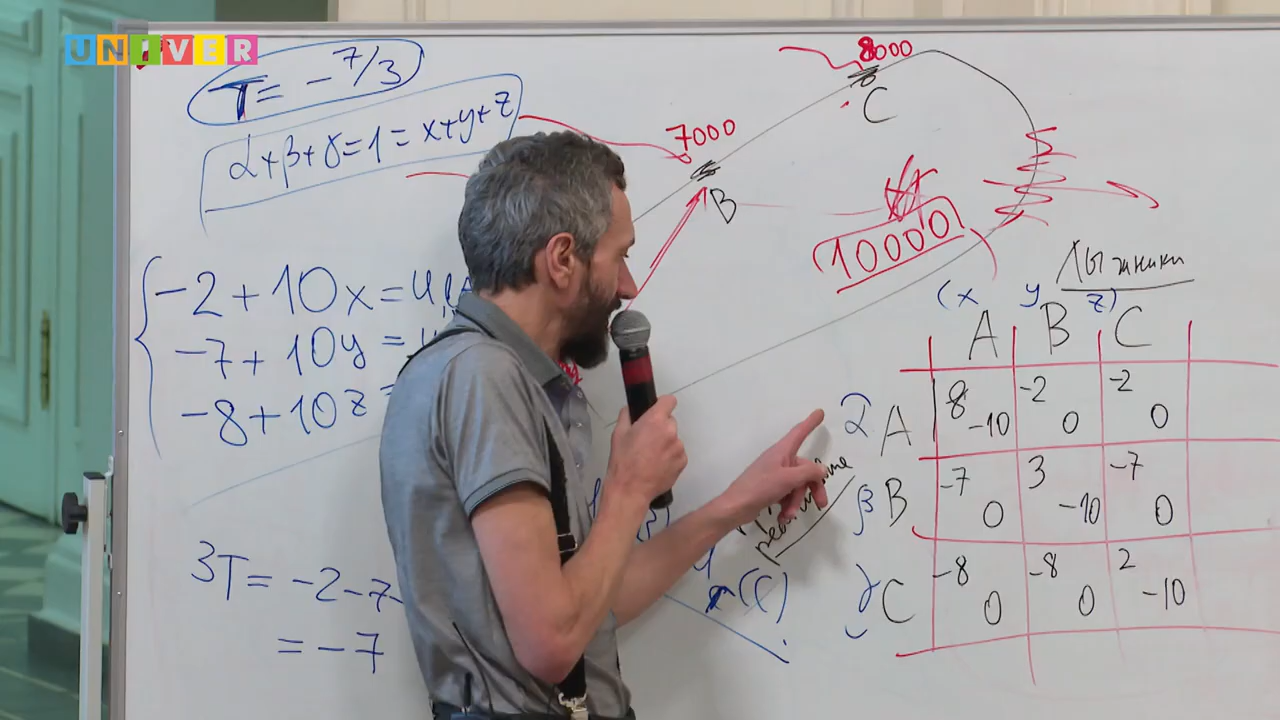 UNIVER
T = - 7/3
α+β+γ=1=x+y+z
8000
C
7000
B
10000
-2+10x=
-7+10y=
-8+10z=
3T= -2-7-
= -7
Лыжники
(x y z)
A B C
α A 8 -10 -2 0 -2 0
β B -7 0 3 -10 -7 0
γ C -8 0 -8 0 2 -10